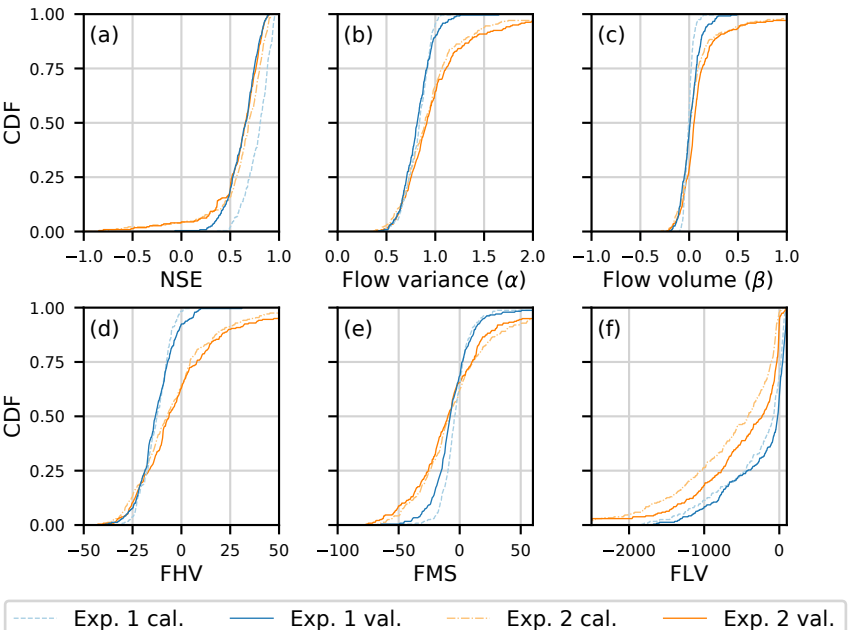 (a) (b) (c)
CDF
1.00
0.75
0.50
0.25
0.00
−1.0 −0.5 0.0 0.5 1.0
0.0 0.5 1.0 1.5 2.0
−1.0 −0.5 0.0 0.5 1.0
NSE Flow variance (α) Flow volume (β)
(d) (e) (f)
CDF
1.00
0.75
0.50
0.25
0.00
−50 −25 0 25 50
−100 −50 0 50
−2000 −1000 0
FHV FMS FLV
Exp. 1 cal. Exp. 1 val. Exp. 2 cal. Exp. 2 val.